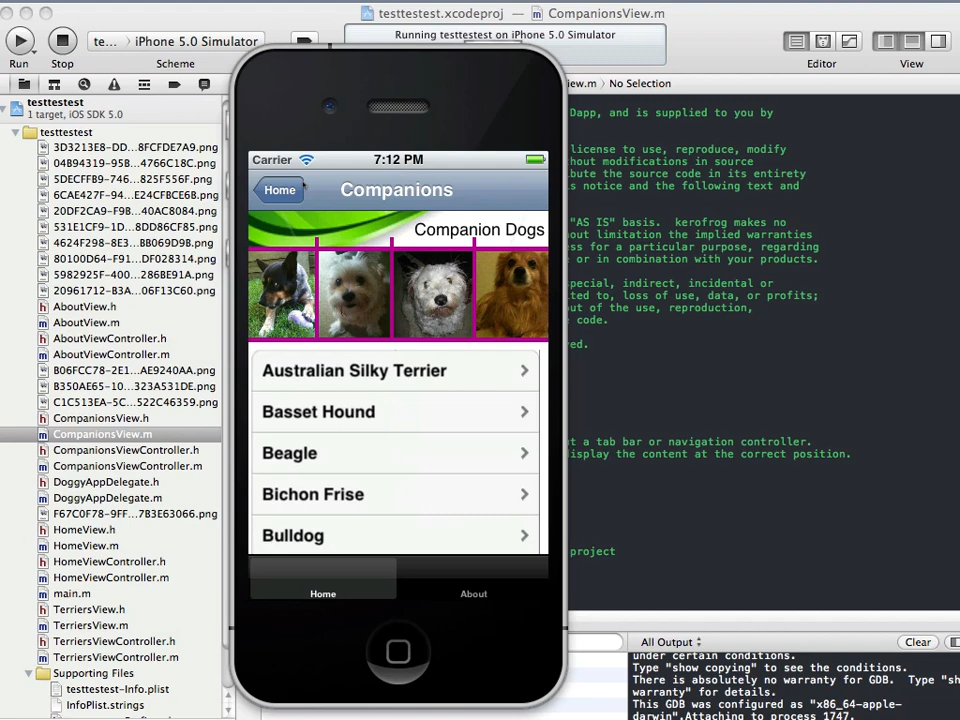 testtestest.xcodeproj — CompanionsView.m
te... iPhone 5.0 Simulator
Running testtestest on iPhone 5.0 Simulator
Run Stop Scheme Editor View
iew.m No Selection
testtestest
1 target, iOS SDK 5.0
testtestest
3D3213E8-DD...8FCFDE7A9.png
04B94319-95B...4766C18C.png
5DECFFB9-746...825F556F.png
6CAE427F-94...E24CFBCE6B.png
20DF2CA9-F9B...40AC8084.png
531E1CF9-1D...DD86CF85.png
4624F298-8E3...BB069D9B.png
80100D64-F91...DF028314.png
5982925F-400...286BE91A.png
20961712-B3A...06F13C60.png
AboutView.h
AboutView.m
AboutViewController.h
AboutViewController.m
B06FCC78-2E1...AE9240AA.png
B350AE65-10...323A531DE.png
C1C513EA-5C...522C46359.png
CompanionsView.h
CompanionsView.m
CompanionsViewController.h
CompanionsViewController.m
DoggyAppDelegate.h
DoggyAppDelegate.m
F67C0F78-9FF...7B3E63066.png
HomeView.h
HomeView.m
HomeViewController.h
HomeViewController.m
main.m
TerriersView.h
TerriersView.m
TerriersViewController.h
TerriersViewController.m
Supporting Files
testtestest-Info.plist
InfoPlist.strings
Carrier 7:12 PM
Home Companions
Companion Dogs
Australian Silky Terrier
Basset Hound
Beagle
Bichon Frise
Bulldog
Home About
Dapp, and is supplied to you by
license to use, reproduce, modify
hout modifications in source
bute the source code in its entirety
s notice and the following text and
"AS IS" basis. kerofrog makes no
out limitation the implied warranties
ess for a particular purpose, regarding
or in combination with your products.
special, indirect, incidental or
ited to, loss of use, data, or profits;
out of the use, reproduction,
code.
ved.
t a tab bar or navigation controller.
display the content at the correct position.
project
All Output Clear
under certain conditions.
Type "show copying" to see the conditions.
There is absolutely no warranty for GDB. Type "sh
warranty" for details.
This GDB was configured as "x86_64-apple-
darwin".Attaching to process 1747.